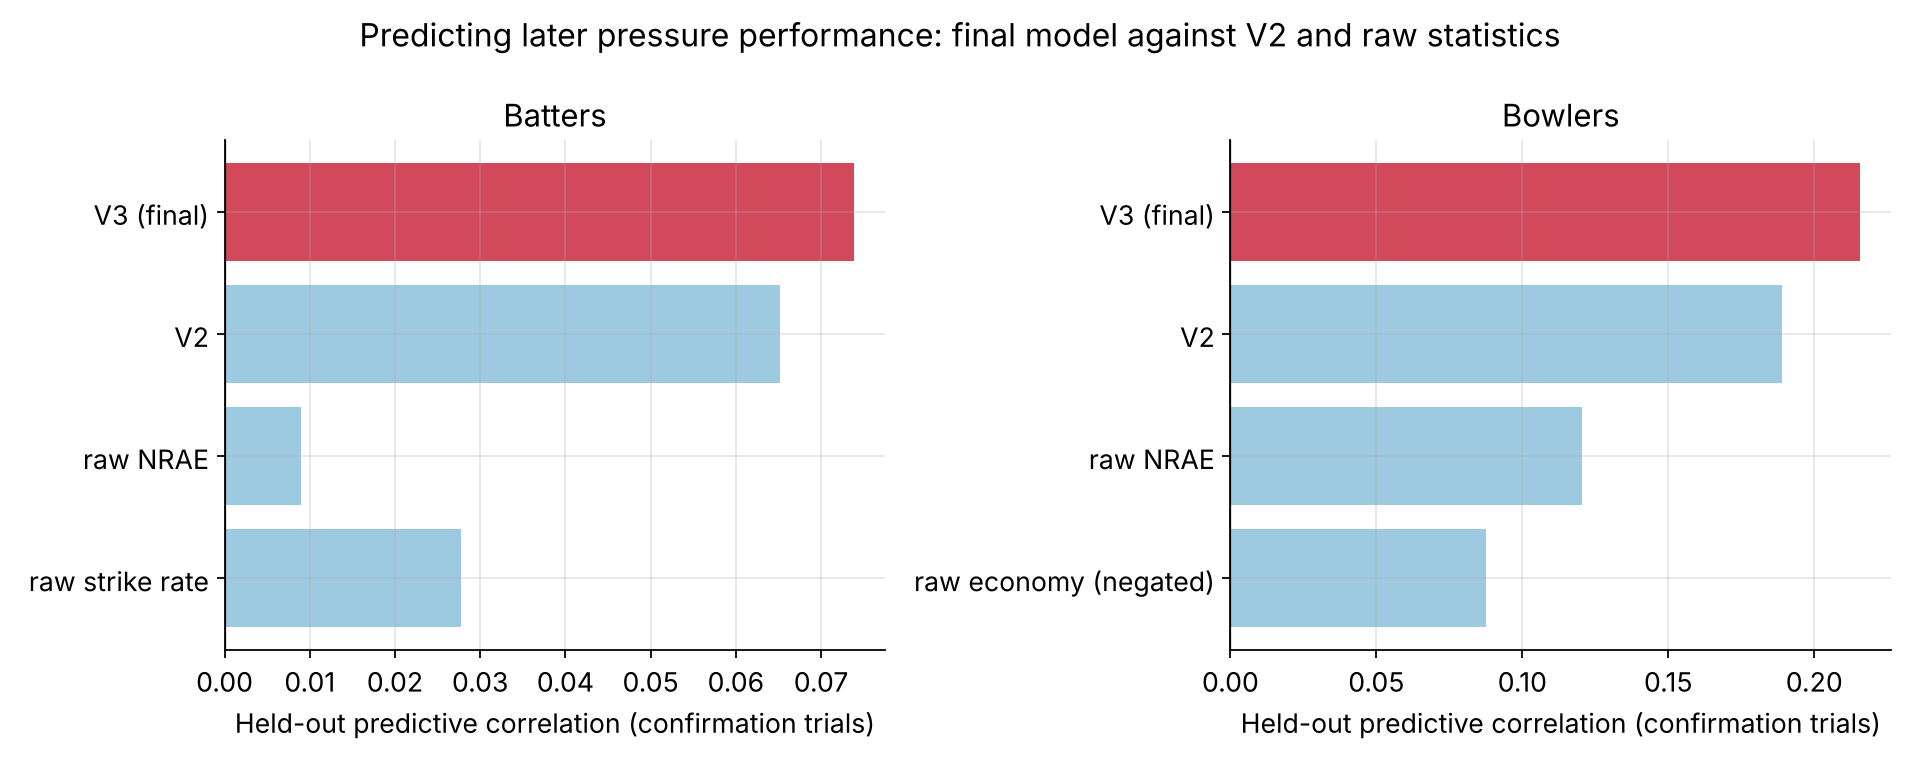 Predicting later pressure performance: final model against V2 and raw statistics
Batters
V3 (final)
V2
raw NRAE
raw strike rate
0.00 0.01 0.02 0.03 0.04 0.05 0.06 0.07
Held-out predictive correlation (confirmation trials)
Bowlers
V3 (final)
V2
raw NRAE
raw economy (negated)
0.00 0.05 0.10 0.15 0.20
Held-out predictive correlation (confirmation trials)